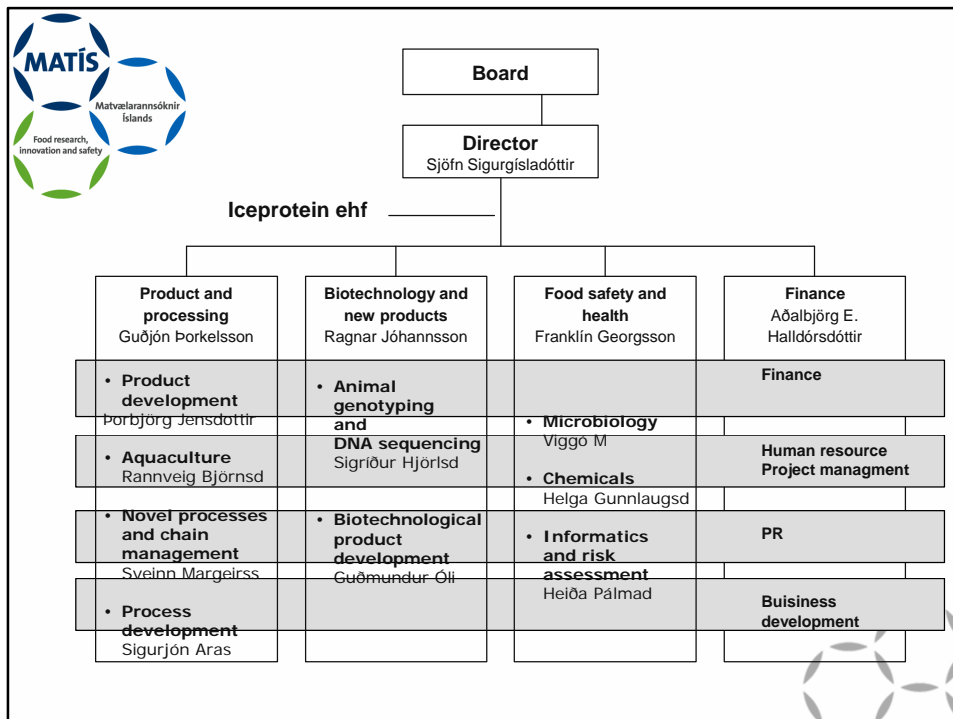 MATÍS
Matvælarannsóknir
Íslands
Food research,
innovation and safety
Board
Director
Sjöfn Sigurgísladóttir
Iceprotein ehf
Product and
processing
Guðjón Þorkelsson
• Product
development
Þorbjörg Jensdottir
• Aquaculture
Rannveig Björnsd
• Novel processes
and chain
management
Sveinn Margeirss
• Process
development
Sigurjón Aras
Biotechnology and
new products
Ragnar Jóhannsson
• Animal
genotyping
and
DNA sequencing
Sigríður Hjörlsd
• Biotechnological
product
development
Guðmundur Óli
Food safety and
health
Franklín Georgsson
• Microbiology
Viggó M
• Chemicals
Helga Gunnlaugsd
• Informatics
and risk
assessment
Heiða Pálmad
Finance
Aðalbjörg E.
Halldórsdóttir
Finance
Human resource
Project managment
PR
Buisiness
development